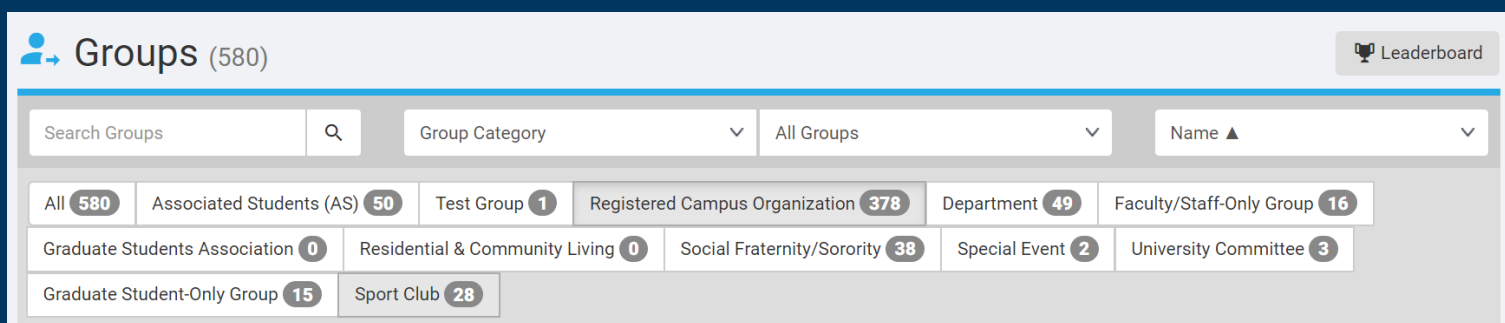 Groups (580)
Leaderboard
Search Groups
Group Category
All Groups
Name ▲
All 580 Associated Students (AS) 50 Test Group 1 Registered Campus Organization 378 Department 49 Faculty/Staff-Only Group 16
Graduate Students Association 0 Residential & Community Living 0 Social Fraternity/Sorority 38 Special Event 2 University Committee 3
Graduate Student-Only Group 15 Sport Club 28